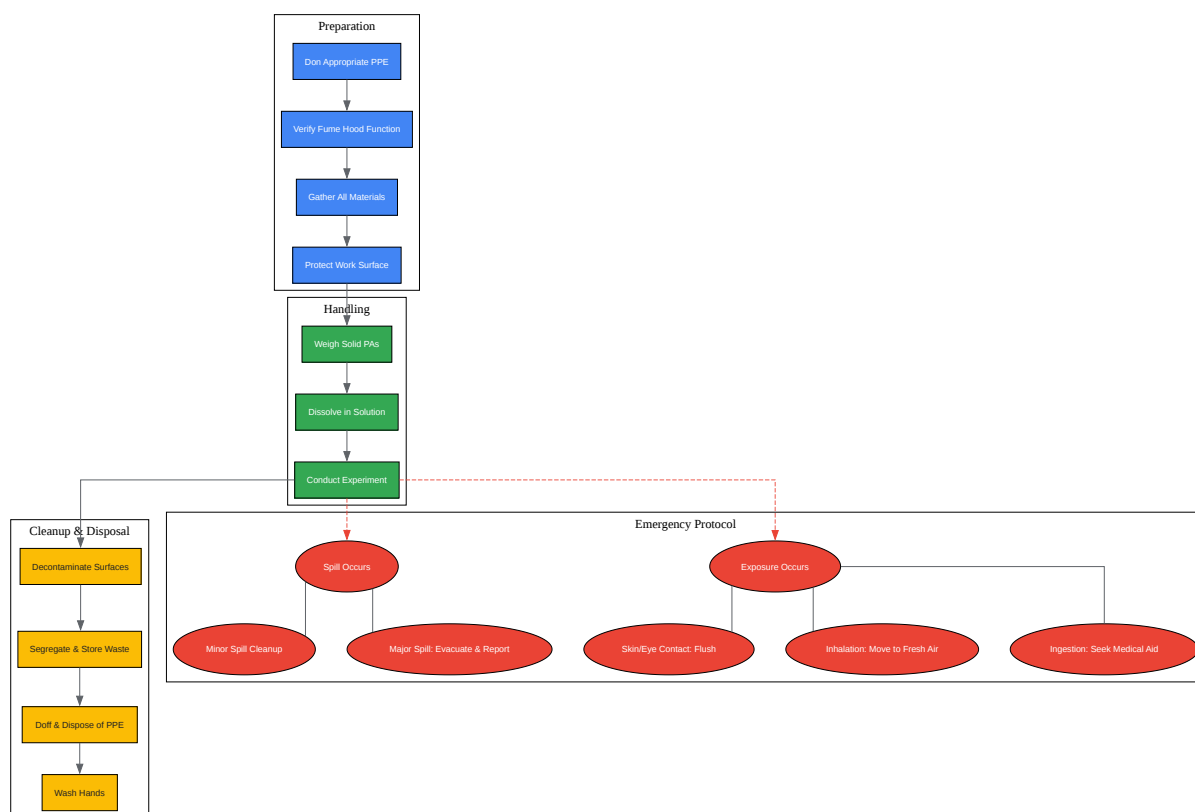 Preparation
Don Appropriate PPE
Verify Fume Hood Function
Gather All Materials
Protect Work Surface
Handling
Weigh Solid PAs
Dissolve in Solution
Conduct Experiment
Cleanup & Disposal
Decontaminate Surfaces
Segregate & Store Waste
Doff & Dispose of PPE
Wash Hands
Emergency Protocol
Spill Occurs
Exposure Occurs
Minor Spill Cleanup
Major Spill: Evacuate & Report
Skin/Eye Contact: Flush
Inhalation: Move to Fresh Air
Ingestion: Seek Medical Aid